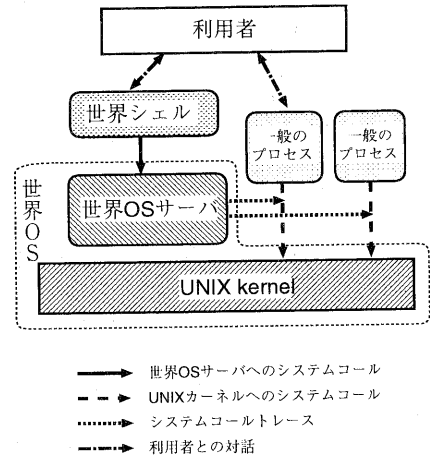 利用者
世界シェル
一般の
プロセス
一般の
プロセス
世界OS
世界OSサーバ
UNIX kernel
世界OSサーバへのシステムコール
UNIXカーネルへのシステムコール
システムコールトレース
利用者との対話